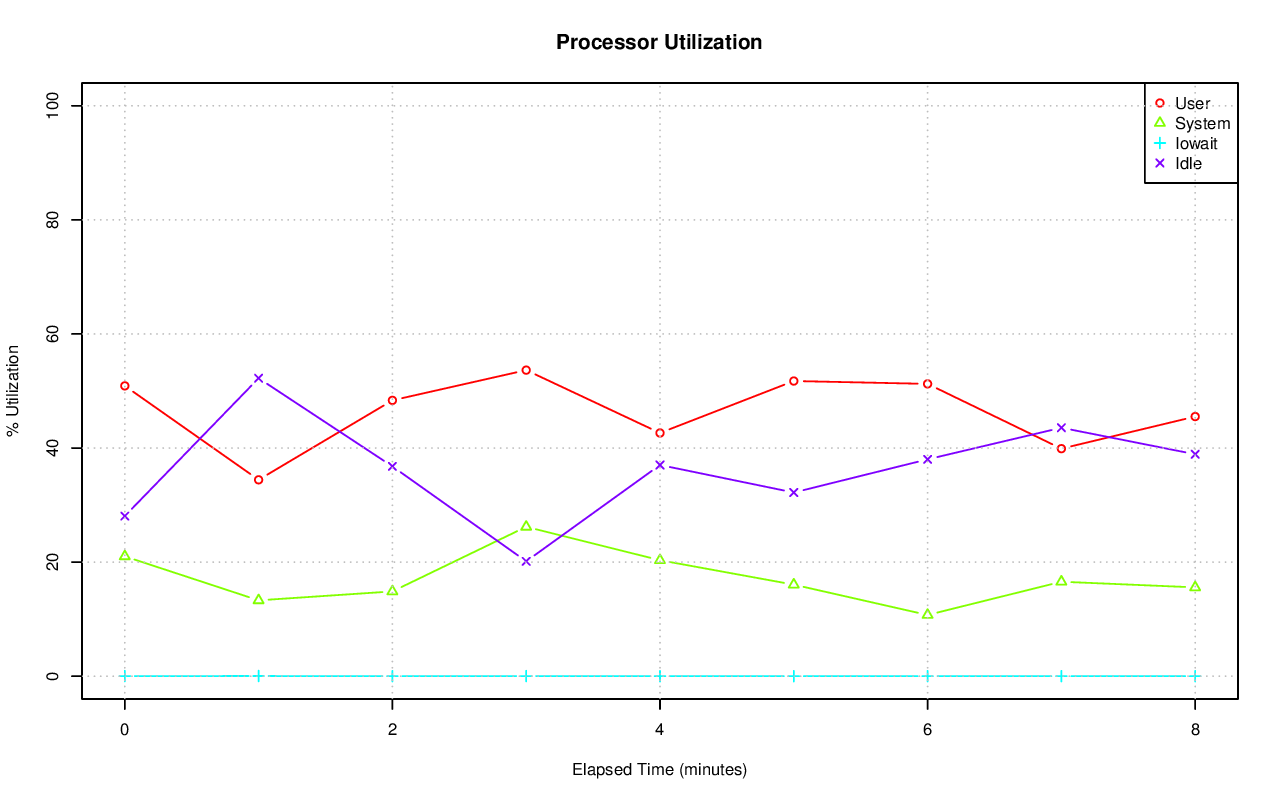 Processor Utilization
% Utilization
100
80
60
40
20
0
User
System
Iowait
Idle
0 2 4 6 8
Elapsed Time (minutes)